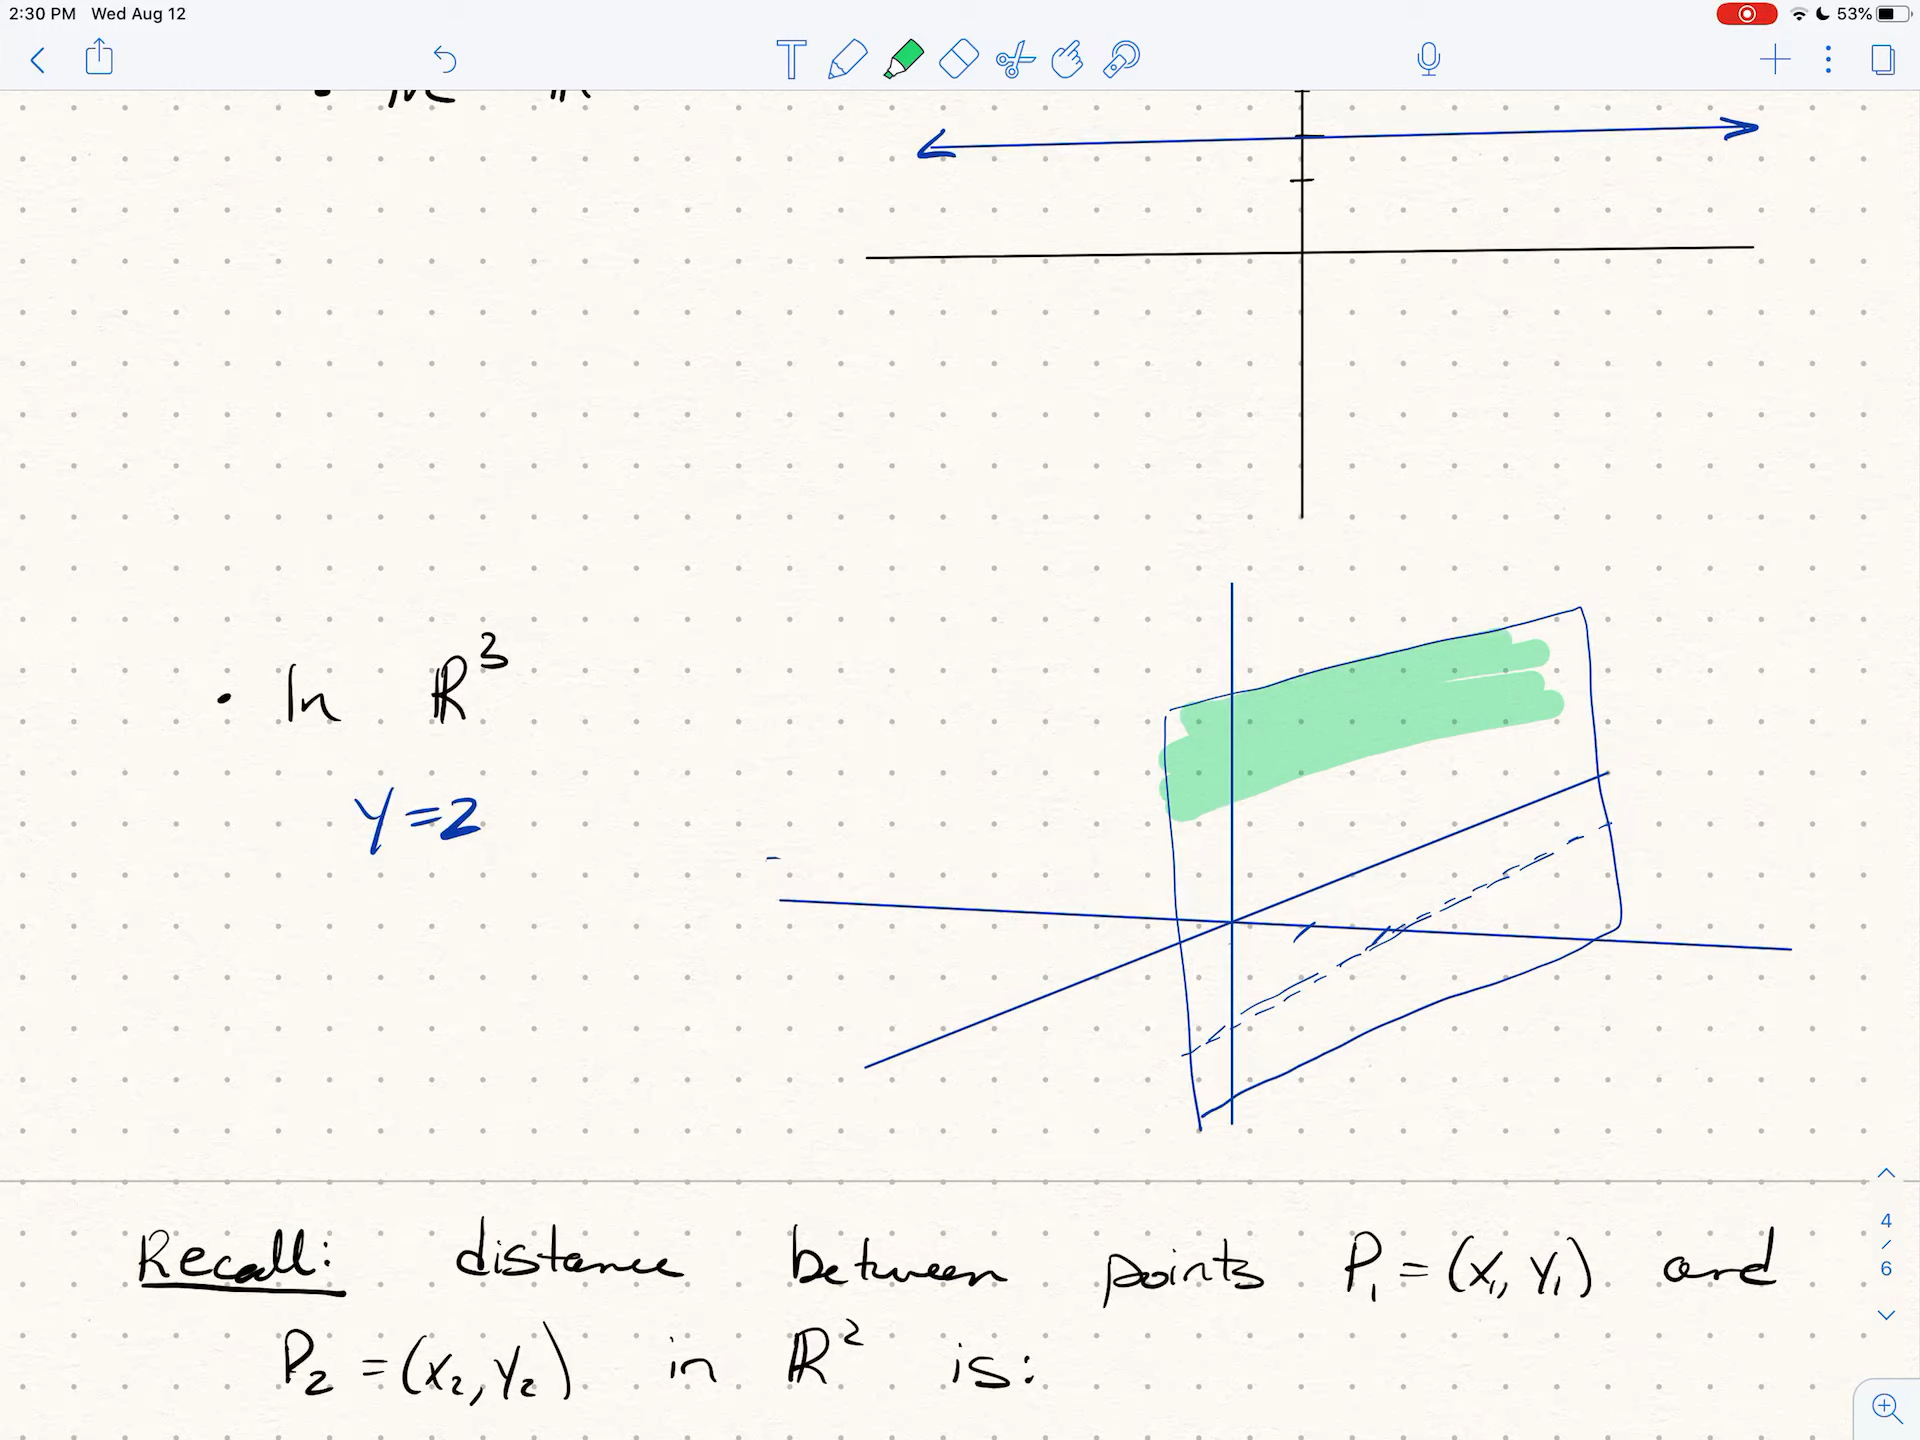 2:30 PM Wed Aug 12
53%
T
• In ℝ³
Y=2
4
/
6
Recall: distance between points P₁ = (x₁, y₁) and
P₂ = (x₂, y₂) in ℝ² is: